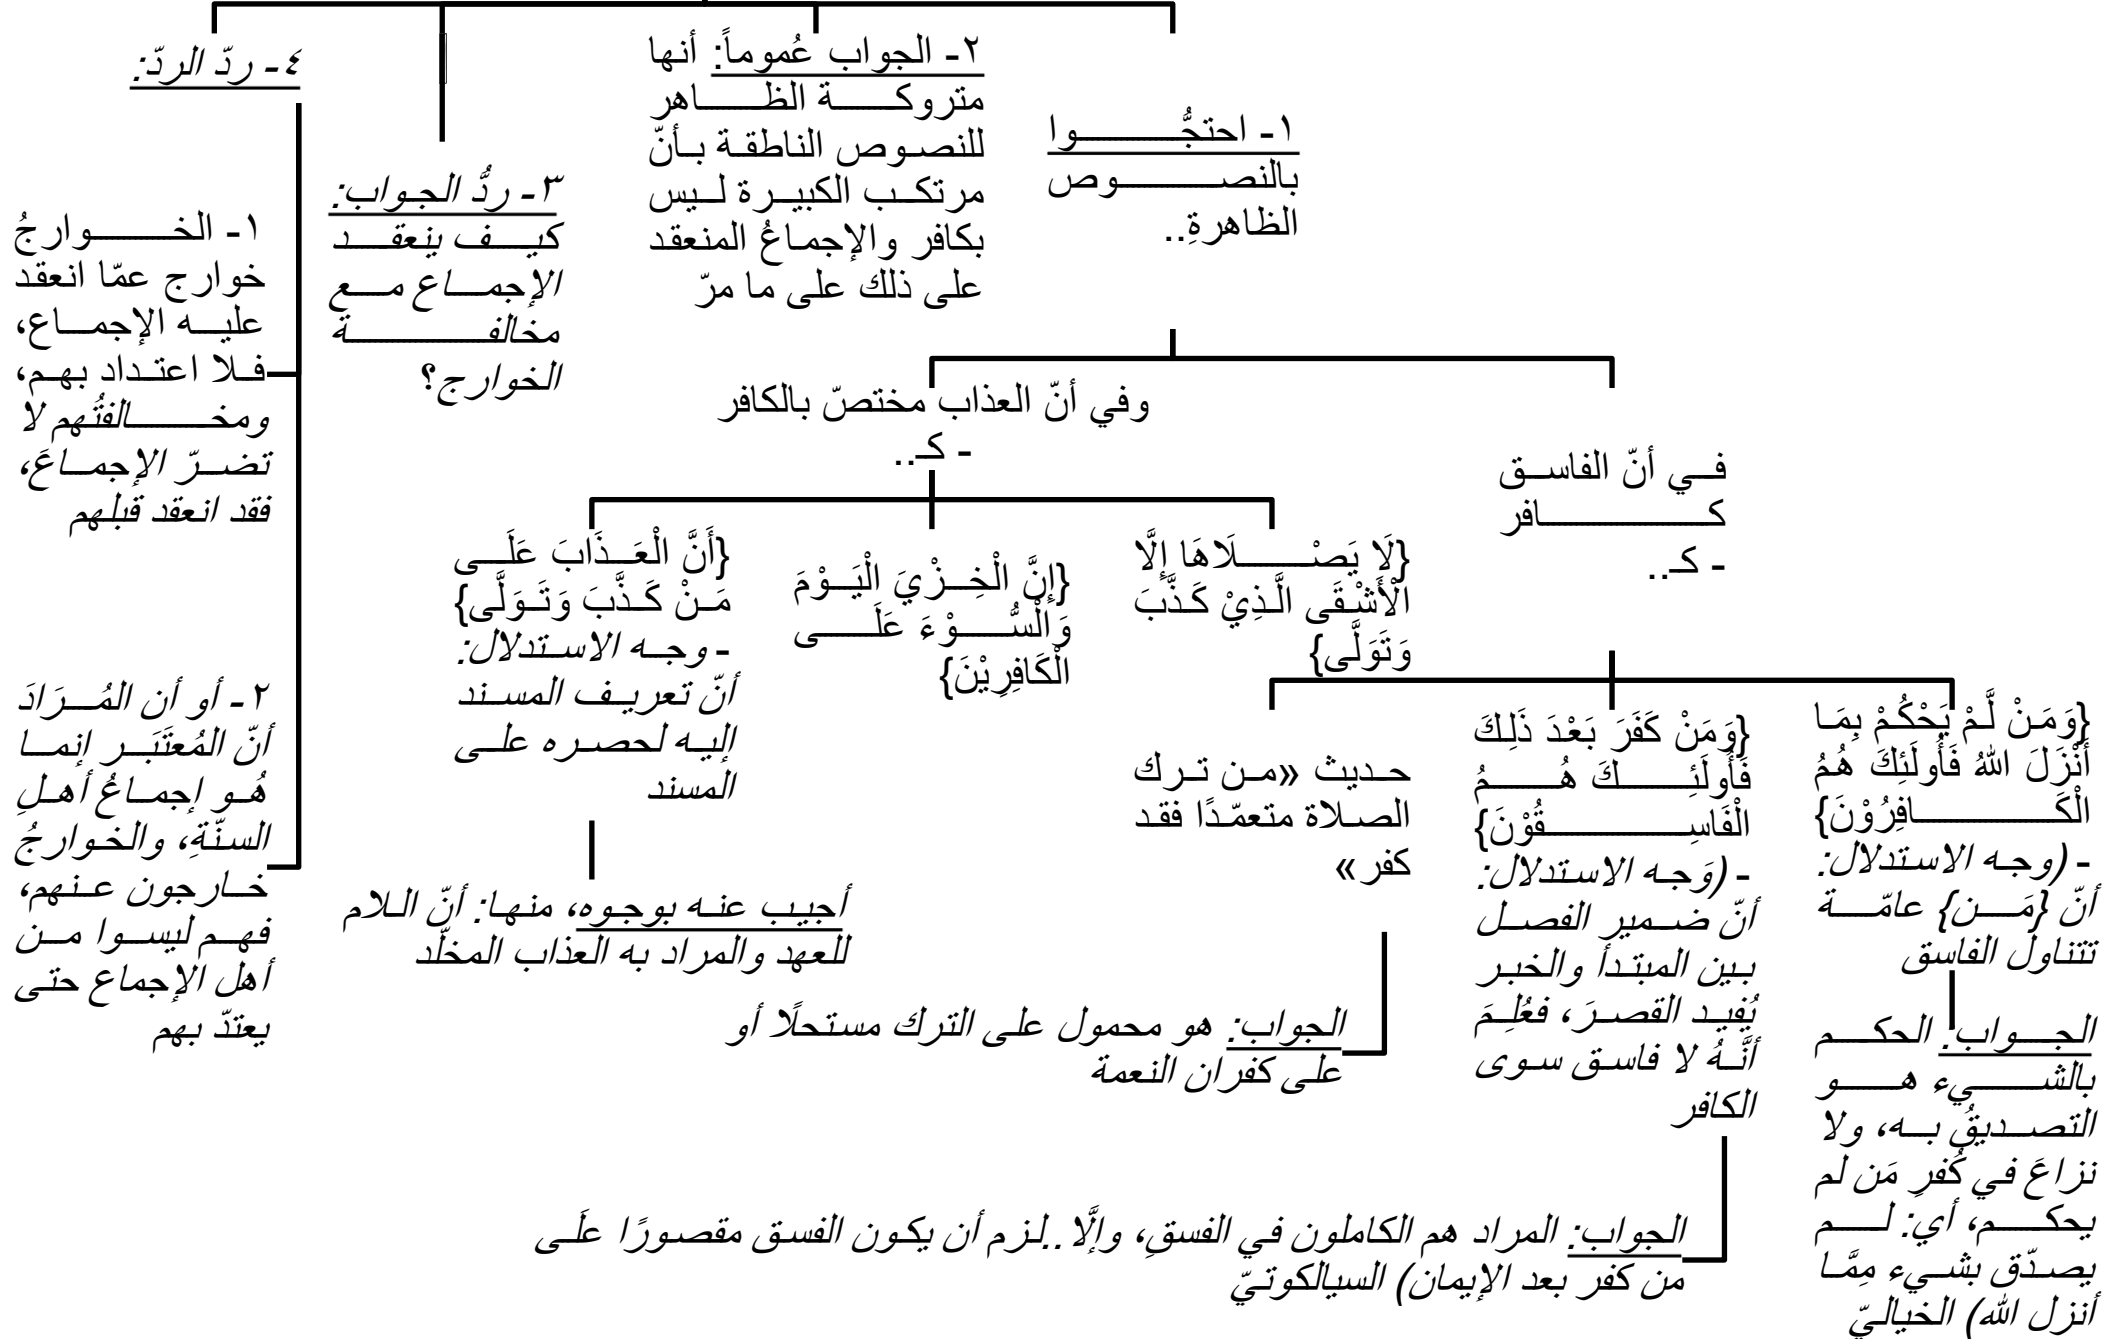 ١- احتجُّوا
بالنصوص
الظاهرةِ..
٢- الجواب عُموماً: أنها
متروكة الظاهر
للنصوص الناطقة بأنّ
مرتكب الكبيرة ليس
بكافر والإجماعُ المنعقد
على ذلك على ما مرّ
٣- ردُّ الجواب:
كيف ينعقد
الإجماع مع
مخالفة
الخوارج؟
٤- ردّ الردّ:
١- الخوارجُ
خوارج عمّا انعقد
عليه الإجماع،
فلا اعتداد بهم،
ومخالفتُهم لا
تضرّ الإجماعَ،
فقد انعقد قبلهم
٢- أو أن المُرَادَ
أنّ المُعتَبَر إنما
هُو إجماعُ أهلِ
السنّةِ، والخوارجُ
خارجون عنهم،
فهم ليسوا من
أهل الإجماع حتى
يعتدّ بهم
في أنّ الفاسق
كافر
- كـ..
وفي أنّ العذاب مختصّ بالكافر
- كـ..
{لَا يَصْلَاهَا إِلَّا
الْأَشْقَى الَّذِيْ كَذَّبَ
وَتَوَلَّى}
{إِنَّ الْخِزْيَ الْيَوْمَ
وَالْسُّوْءَ عَلَى
الْكَافِرِيْنَ}
{أَنَّ الْعَذَابَ عَلَى
مَنْ كَذَّبَ وَتَوَلَّى}
- وجه الاستدلال:
أنّ تعريف المسند
إليه لحصره على
المسند
أجيب عنه بوجوه، منها: أنّ اللام
للعهد والمراد به العذاب المخلّد
{وَمَنْ لَّمْ يَحْكُمْ بِمَا
أَنْزَلَ اللهُ فَأُولَئِكَ هُمُ
الْكَافِرُوْنَ}
- (وجه الاستدلال:
أنّ {مَن} عامّة
تتناول الفاسق
الجواب: الحكم
بالشيء هو
التصديقُ به، ولا
نزاعَ في كُفرِ مَن لم
يحكم، أي: لم
يصدّق بشيء مِمَّا
أنزل الله) الخياليّ
{وَمَنْ كَفَرَ بَعْدَ ذَلِكَ
فَأُولَئِكَ هُمُ
الْفَاسِقُوْنَ}
- (وَجه الاستدلال:
أنّ ضمير الفصل
بين المبتدأ والخبر
يُفيد القصرَ، فعُلِمَ
أنَّهُ لا فاسق سوى
الكافر
الجواب: المراد هم الكاملون في الفسقِ، وإلَّا ..لزم أن يكون الفسق مقصورًا علَى
من كفر بعد الإيمان) السيالكوتيّ
حديث «من ترك
الصلاة متعمّدًا فقد
كفر»
الجواب: هو محمول على الترك مستحلًا أو
على كفران النعمة